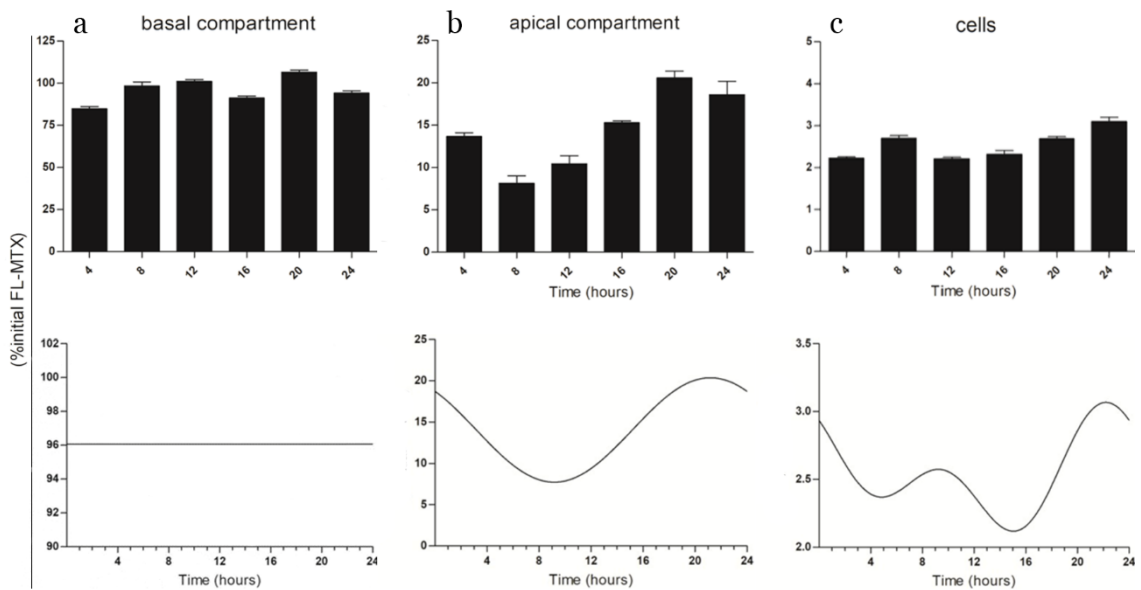 a
basal compartment
125
100
75
50
25
0
4 8 12 16 20 24
b
apical compartment
25
20
15
10
5
0
4 8 12 16 20 24
Time (hours)
c
cells
5
4
3
2
1
0
4 8 12 16 20 24
Time (hours)
(%initial FL-MTX)
102
100
98
96
94
92
90
4 8 12 16 20 24
Time (hours)
25
20
15
10
5
0
4 8 12 16 20 24
Time (hours)
3.5
3.0
2.5
2.0
4 8 12 16 20 24
Time (hours)